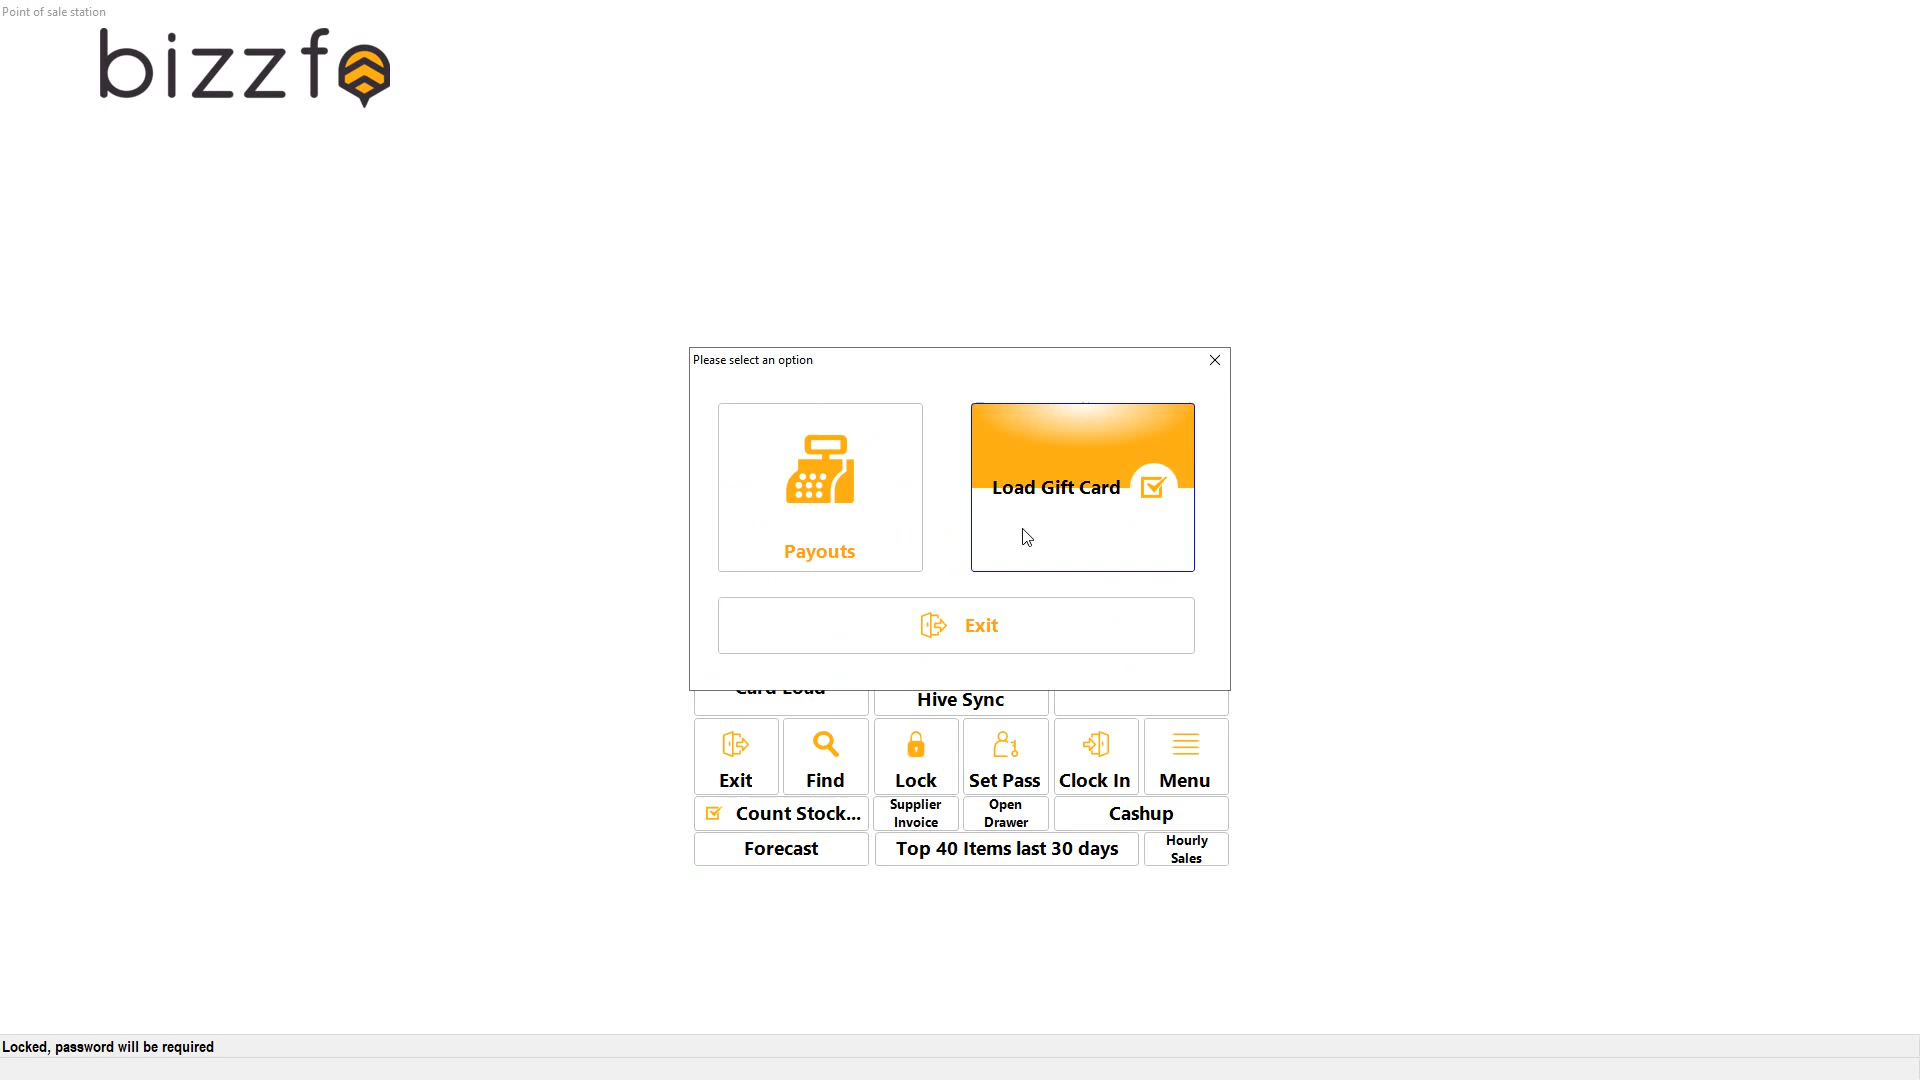 Point of sale station
bizzfo
Please select an option
Load Gift Card
Payouts
Exit
Card Load
Hive Sync
Exit
Find
Lock
Set Pass
Clock In
Menu
Count Stock...
Supplier
Invoice
Open
Drawer
Cashup
Forecast
Top 40 Items last 30 days
Hourly
Sales
Locked, password will be required